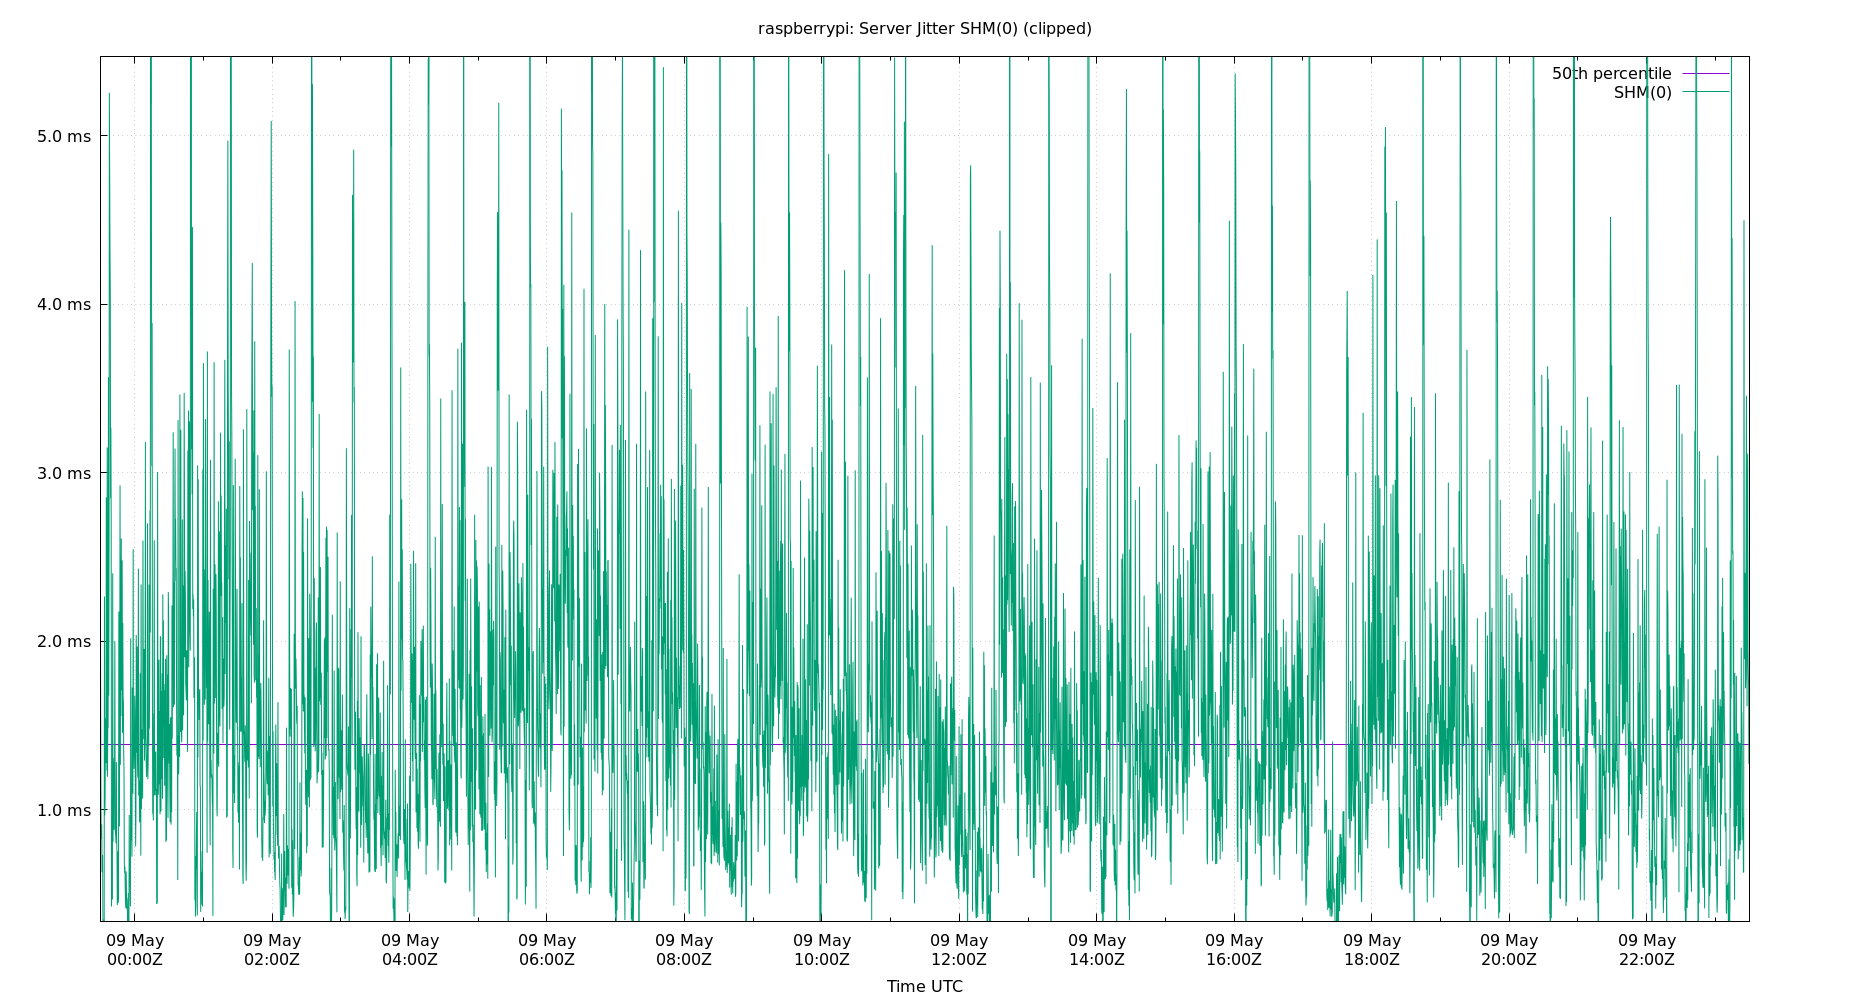 raspberrypi: Server Jitter SHM(0) (clipped)
50th percentile
SHM(0)
5.0 ms
4.0 ms
3.0 ms
2.0 ms
1.0 ms
09 May 09 May 09 May 09 May 09 May 09 May 09 May 09 May 09 May 09 May 09 May 09 May
00:00Z 02:00Z 04:00Z 06:00Z 08:00Z 10:00Z 12:00Z 14:00Z 16:00Z 18:00Z 20:00Z 22:00Z
Time UTC